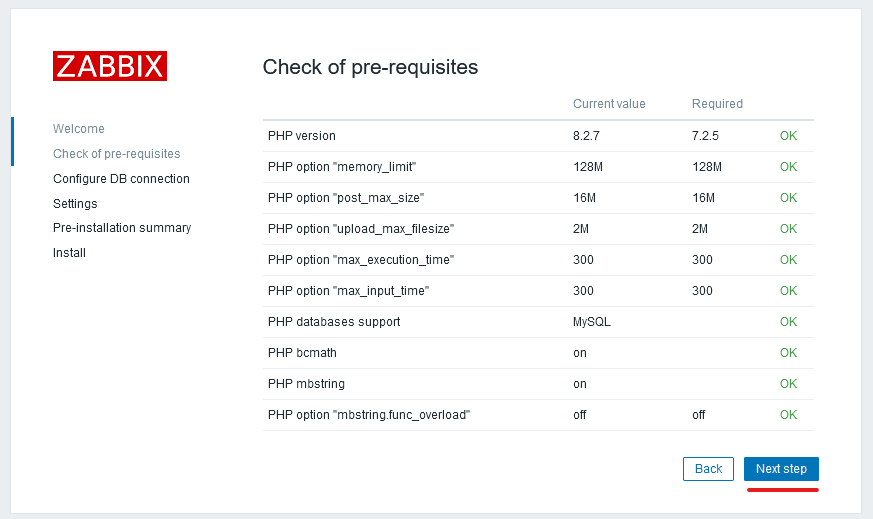 ZABBIX
Welcome
Check of pre-requisites
Configure DB connection
Settings
Pre-installation summary
Install
Check of pre-requisites
Current value Required
PHP version 8.2.7 7.2.5 OK
PHP option "memory_limit" 128M 128M OK
PHP option "post_max_size" 16M 16M OK
PHP option "upload_max_filesize" 2M 2M OK
PHP option "max_execution_time" 300 300 OK
PHP option "max_input_time" 300 300 OK
PHP databases support MySQL OK
PHP bcmath on OK
PHP mbstring on OK
PHP option "mbstring.func_overload" off off OK
Back Next step